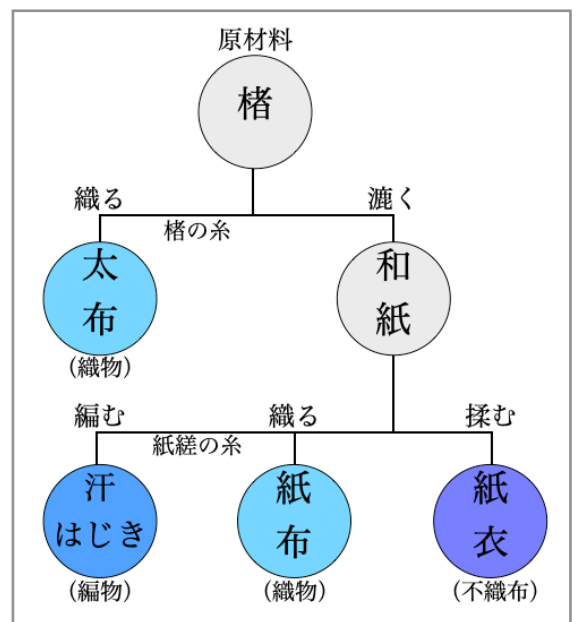 原材料
楮
織る
漉く
楮の糸
太
布
和
紙
(織物)
編む
織る
揉む
紙縒の糸
汗
はじき
紙
布
紙
衣
(編物)
(織物)
(不織布)